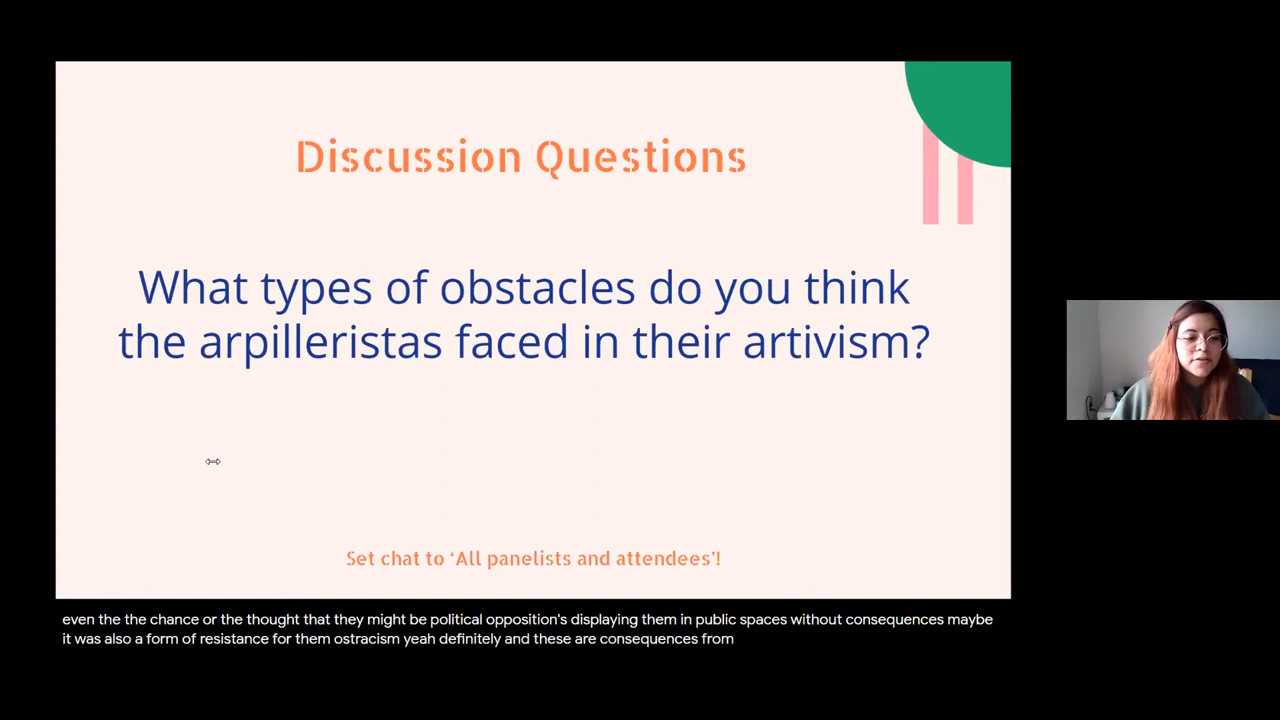 Discussion Questions
What types of obstacles do you think
the arpilleristas faced in their artivism?
Set chat to ‘All panelists and attendees’!
even the the chance or the thought that they might be political opposition's displaying them in public spaces without consequences maybe
it was also a form of resistance for them ostracism yeah definitely and these are consequences from